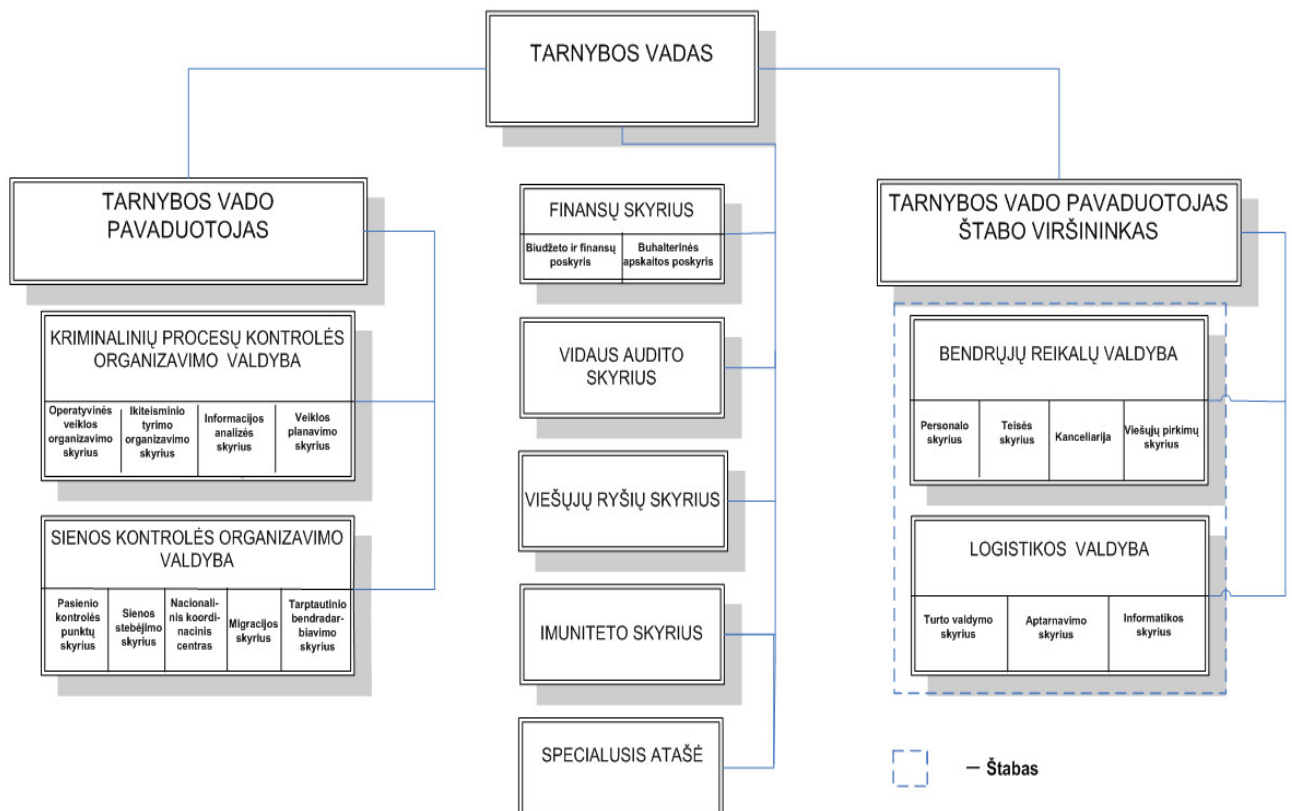 TARNYBOS VADAS
TARNYBOS VADO
PAVADUOTOJAS
KRIMINALINIŲ PROCESŲ KONTROLĖS
ORGANIZAVIMO VALDYBA
Operatyvinės
veiklos
organizavimo
skyrius
Ikiteisminio
tyrimo
organizavimo
skyrius
Informacijos
analizės
skyrius
Veiklos
planavimo
skyrius
SIENOS KONTROLĖS ORGANIZAVIMO
VALDYBA
Pasienio
kontrolės
punktų
skyrius
Sienos
stebėjimo
skyrius
Nacionali-
nis koordi-
nacinis
centras
Migracijos
skyrius
Tarptautinio
bendradar-
biavimo
skyrius
FINANSŲ SKYRIUS
Biudžeto ir finansų
poskyris
Buhalterinės
apskaitos poskyris
VIDAUS AUDITO
SKYRIUS
VIEŠŲJŲ RYŠIŲ SKYRIUS
IMUNITETO SKYRIUS
SPECIALUSIS ATAŠĖ
TARNYBOS VADO PAVADUOTOJAS
ŠTABO VIRŠININKAS
BENDRŲJŲ REIKALŲ VALDYBA
Personalo
skyrius
Teisės
skyrius
Kanceliarija
Viešųjų pirkimų
skyrius
LOGISTIKOS VALDYBA
Turto valdymo
skyrius
Aptarnavimo
skyrius
Informatikos
skyrius
– Štabas